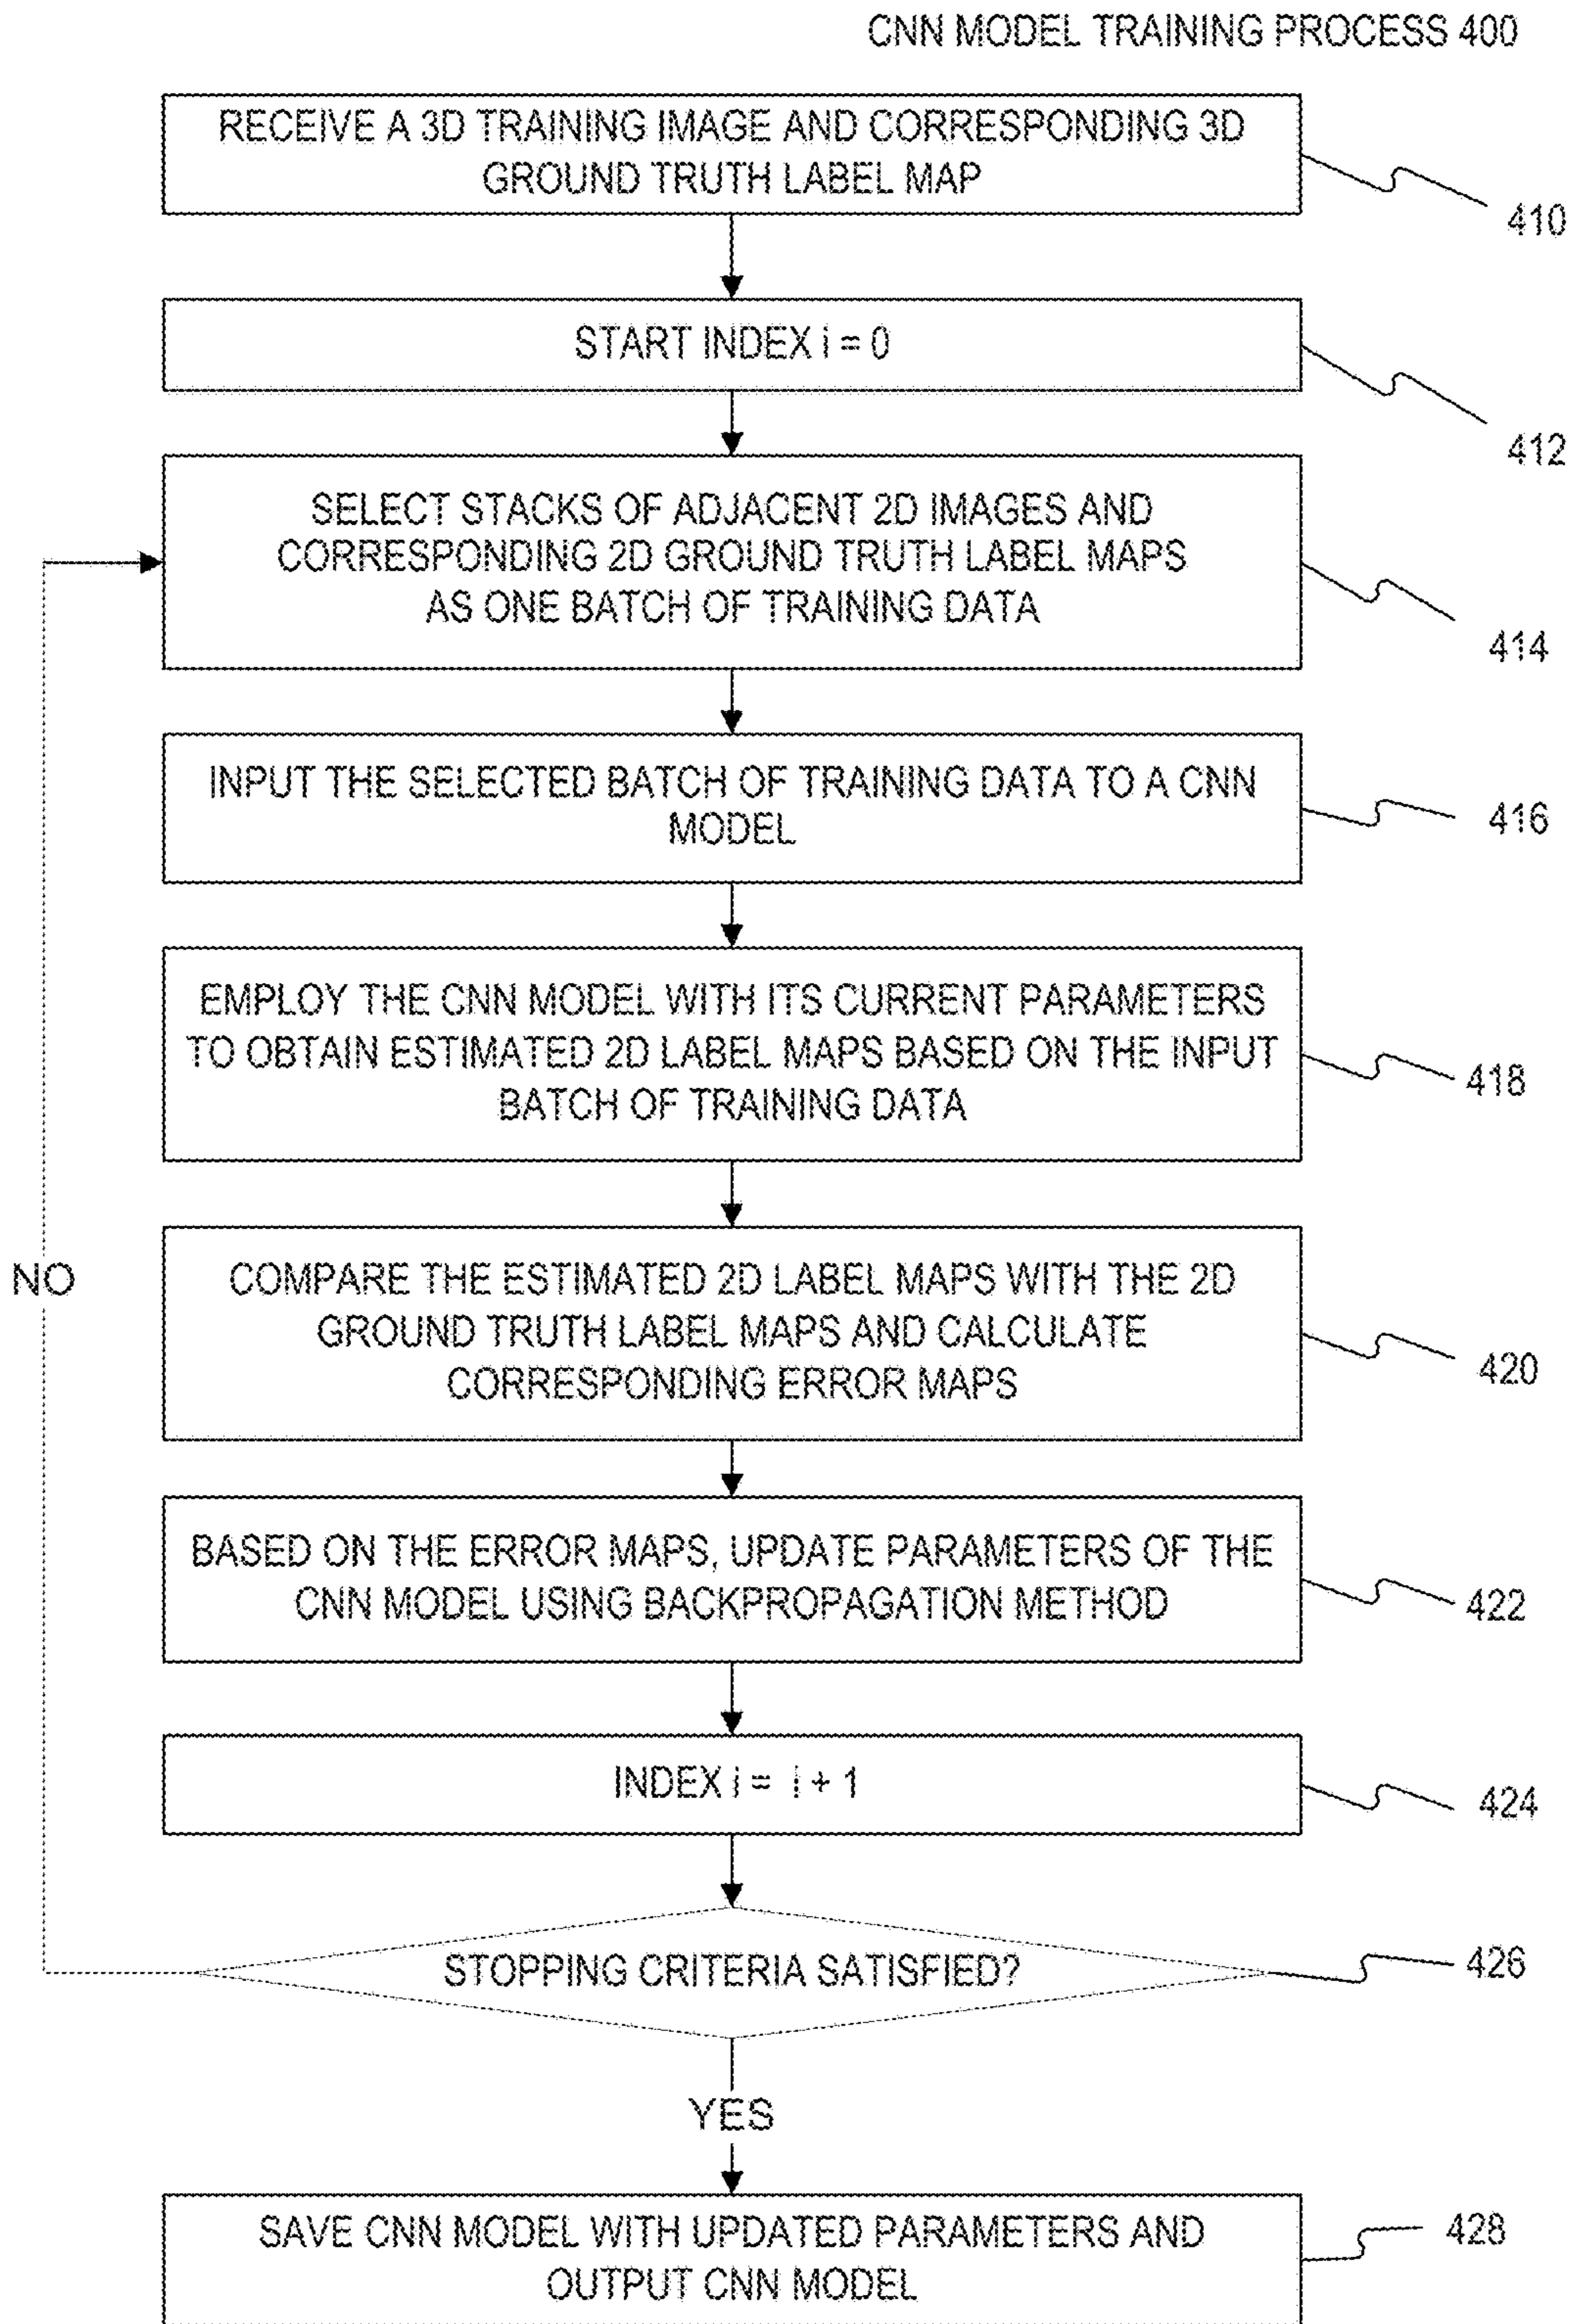 CNN MODEL TRAINING PROCESS 400
RECEIVE A 3D TRAINING IMAGE AND CORRESPONDING 3D
GROUND TRUTH LABEL MAP
410
START INDEX i = 0
412
SELECT STACKS OF ADJACENT 2D IMAGES AND
CORRESPONDING 2D GROUND TRUTH LABEL MAPS
AS ONE BATCH OF TRAINING DATA
414
INPUT THE SELECTED BATCH OF TRAINING DATA TO A CNN
MODEL
416
EMPLOY THE CNN MODEL WITH ITS CURRENT PARAMETERS
TO OBTAIN ESTIMATED 2D LABEL MAPS BASED ON THE INPUT
BATCH OF TRAINING DATA
418
NO
COMPARE THE ESTIMATED 2D LABEL MAPS WITH THE 2D
GROUND TRUTH LABEL MAPS AND CALCULATE
CORRESPONDING ERROR MAPS
420
BASED ON THE ERROR MAPS, UPDATE PARAMETERS OF THE
CNN MODEL USING BACKPROPAGATION METHOD
422
INDEX i = i + 1
424
STOPPING CRITERIA SATISFIED?
426
YES
SAVE CNN MODEL WITH UPDATED PARAMETERS AND
OUTPUT CNN MODEL
428